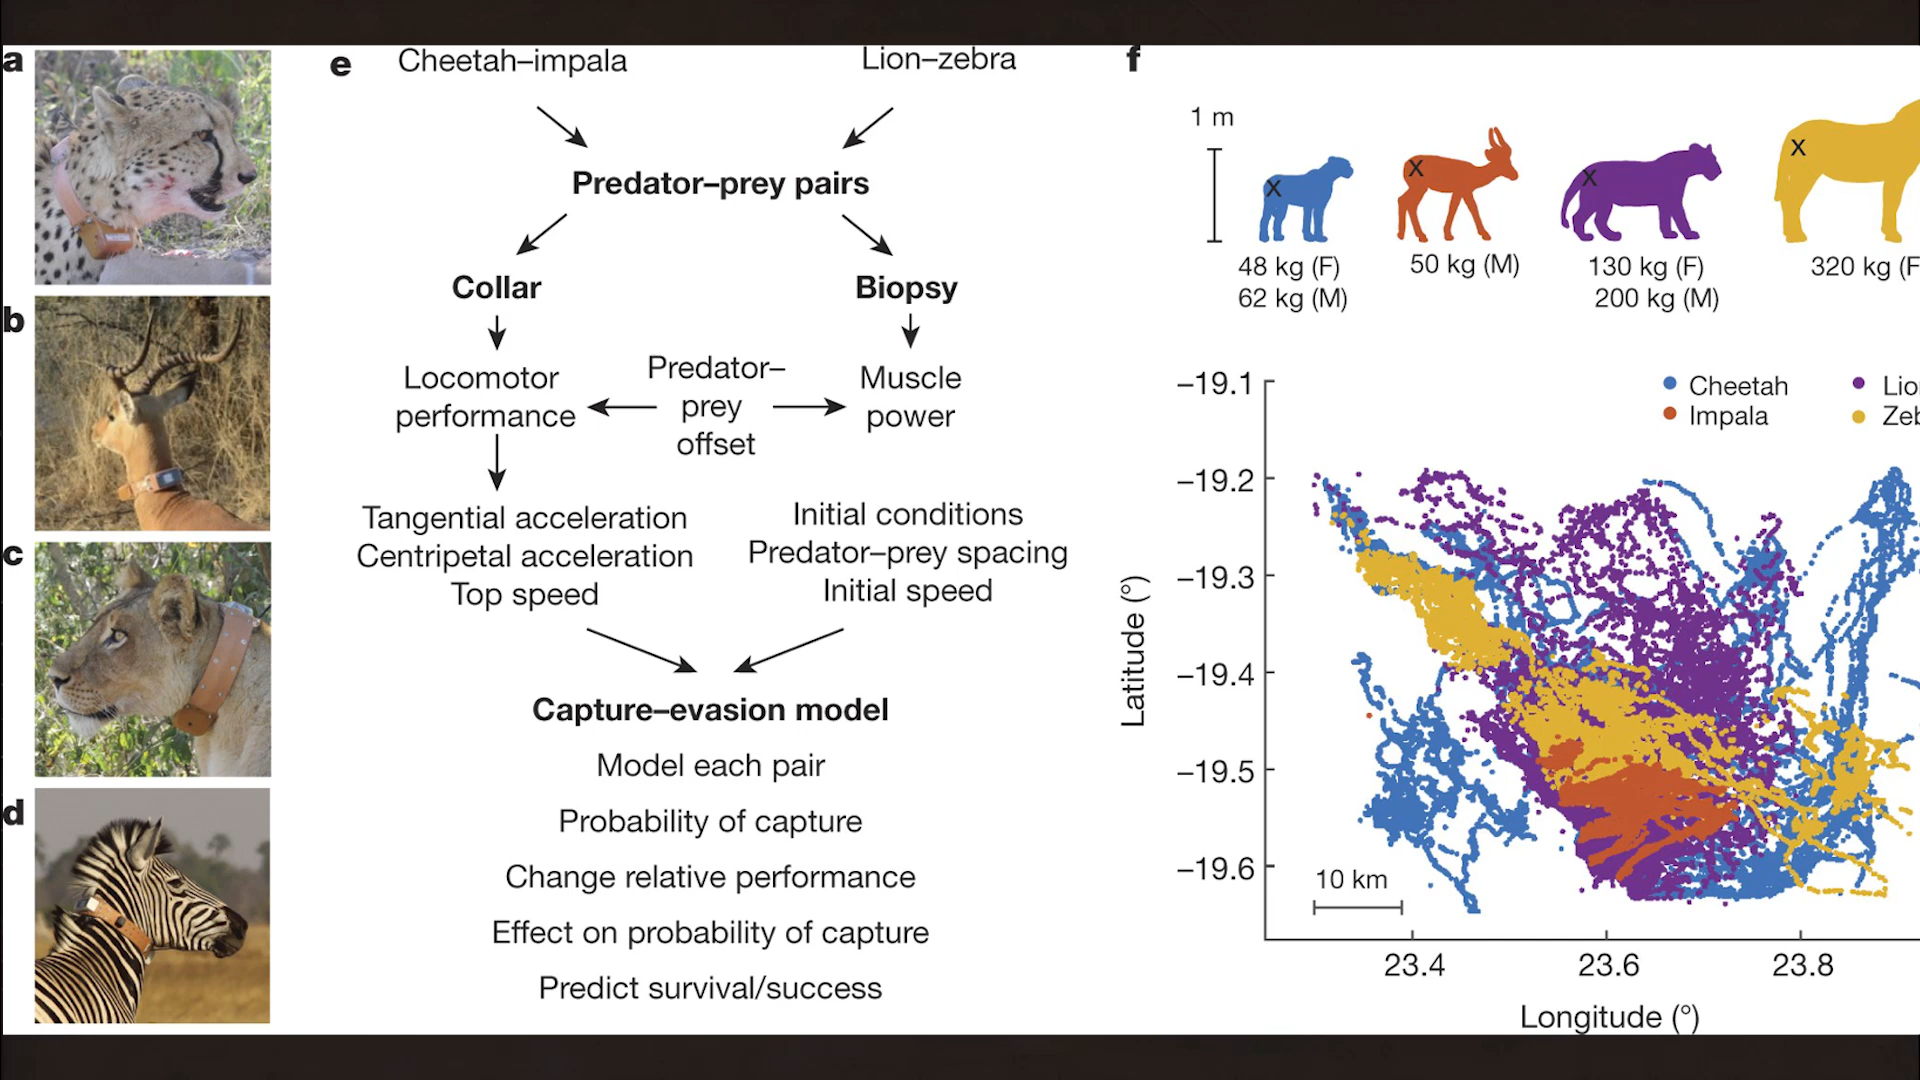 a
b
c
d
e
Cheetah–impala
Lion–zebra
Predator–prey pairs
Collar
Biopsy
Locomotor
performance
Predator–
prey
offset
Muscle
power
Tangential acceleration
Centripetal acceleration
Top speed
Initial conditions
Predator–prey spacing
Initial speed
Capture–evasion model
Model each pair
Probability of capture
Change relative performance
Effect on probability of capture
Predict survival/success
f
1 m
x
x
x
x
48 kg (F)
62 kg (M)
50 kg (M)
130 kg (F)
200 kg (M)
320 kg (F
Cheetah
Impala
Lio
Zeb
Latitude (°)
−19.1
−19.2
−19.3
−19.4
−19.5
−19.6
10 km
23.4
23.6
23.8
Longitude (°)